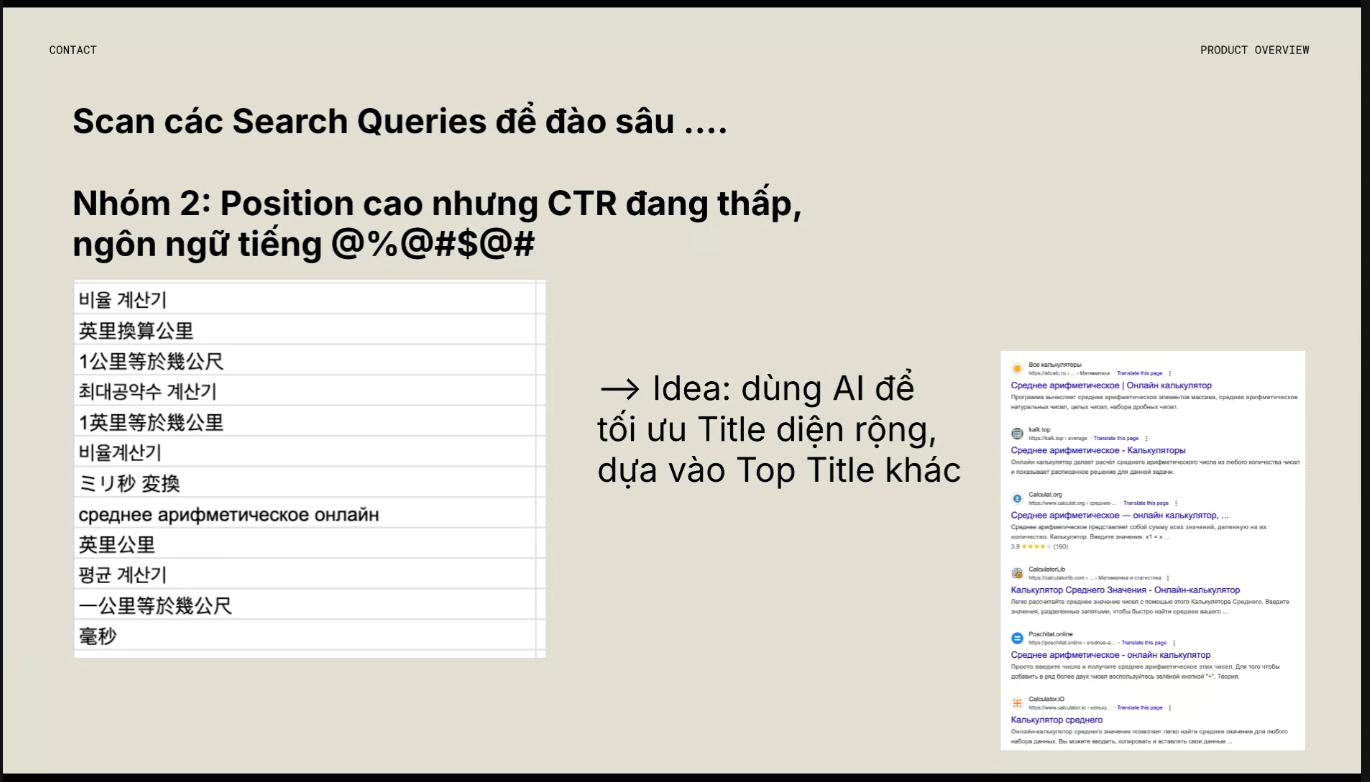 CONTACT
PRODUCT OVERVIEW
Scan các Search Queries để đào sâu ....
Nhóm 2: Position cao nhưng CTR đang thấp,
ngôn ngữ tiếng @%@#$@#
비율 계산기
英里換算公里
1公里等於幾公尺
최대공약수 계산기
1英里等於幾公里
비율계산기
ミリ秒 変換
среднее арифметическое онлайн
英里公里
평균 계산기
一公里等於幾公尺
毫秒
→ Idea: dùng AI để
tối ưu Title diện rộng,
dựa vào Top Title khác
Все калькуляторы
https://allcalc.ru › ... › Математика · Translate this page
Среднее арифметическое | Онлайн калькулятор
Программа вычисляет среднее арифметическое элементов массива, среднее арифметическое
натуральных чисел, целых чисел, набора дробных чисел.
kalk.top
https://kalk.top › average · Translate this page
Среднее арифметическое - Калькуляторы
Онлайн калькулятор делает расчёт среднего арифметического числа из любого количества чисел
и показывает расписанное решение для данной задачи.
Calculat.org
https://www.calculat.org › среднее-... · Translate this page
Среднее арифметическое — онлайн калькулятор, ...
Среднее арифметическое представляет собой сумму всех значений, деленную на их
количество. Калькулятор. Введите значения. x1 = x ...
3.9 ★★★★★ (160)
CalculatorLib
https://calculatorlib.com › ... › Математика и статистика
Калькулятор Среднего Значения - Онлайн-калькулятор
Легко рассчитайте среднее значение чисел с помощью этого Калькулятора Среднего. Введите
значения, разделенные запятыми, чтобы быстро найти среднее вашего ...
Poschitat.online
https://poschitat.online › srednee-a... · Translate this page
Среднее арифметическое - онлайн калькулятор
Просто введите числа и получите среднее арифметическое этих чисел. Для того чтобы
добавить в ряд более двух чисел воспользуйтесь зелёной кнопкой "+". Теория.
Calculator.iO
https://www.calculator.io › кальку... · Translate this page
Калькулятор среднего
Онлайн-калькулятор среднего значения позволяет легко найти среднее значение для любого
набора данных. Вы можете вводить, копировать и вставлять свои данные ...